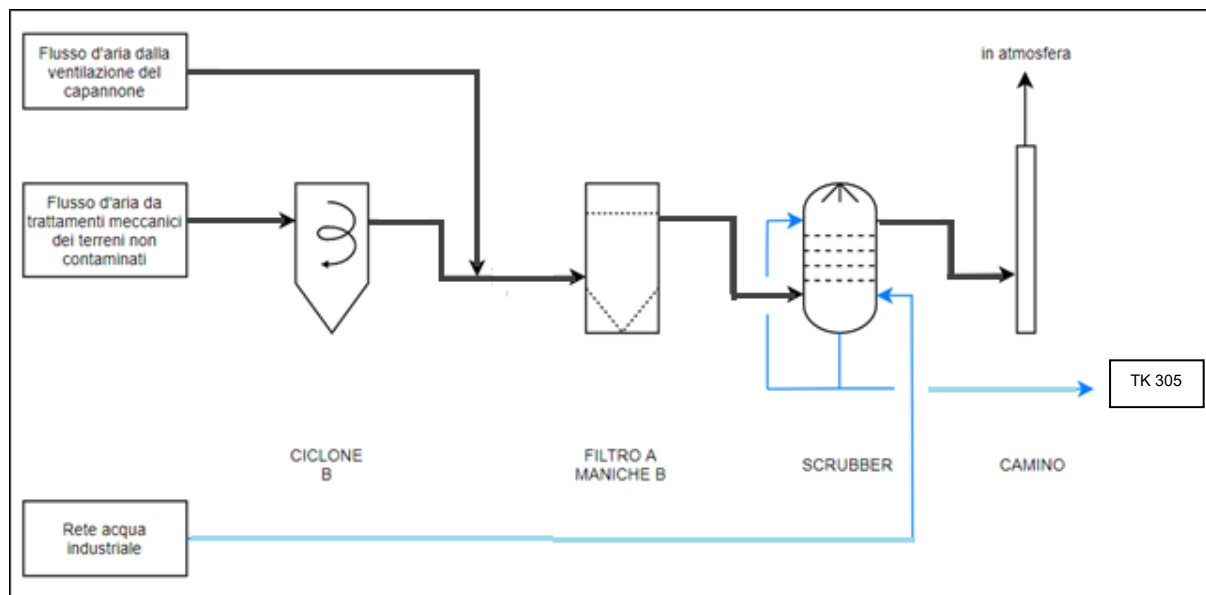 Flusso d'aria dalla
ventilazione del
capannone
in atmosfera
Flusso d'aria da
trattamenti meccanici
dei terreni non
contaminati
TK 305
CICLONE
B
FILTRO A
MANICHE B
SCRUBBER
CAMINO
Rete acqua
industriale